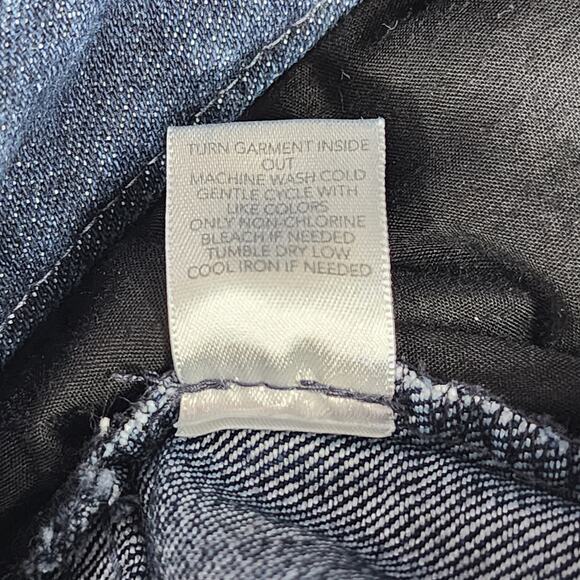 TURN GARMENT INSIDE
OUT
MACHINE WASH COLD
GENTLE CYCLE WITH
LIKE COLORS
ONLY NON-CHLORINE
BLEACH IF NEEDED
TUMBLE DRY LOW
COOL IRON IF NEEDED